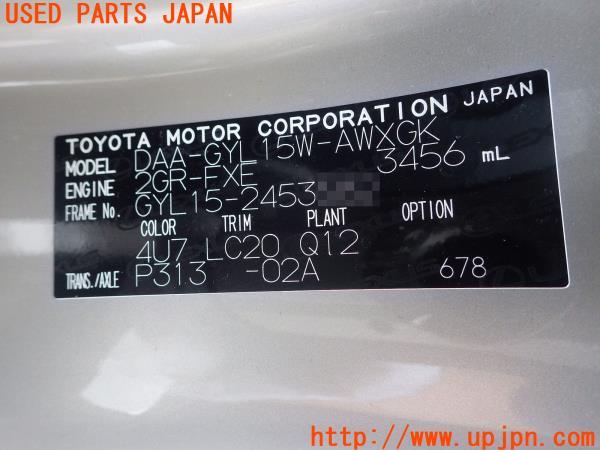 USED PARTS JAPAN
TOYOTA MOTOR CORPORATION JAPAN
MODEL DAA-GYL15W-AWXGK
ENGINE 2GR-FXE 3456 mL
FRAME No. GYL15-2453
COLOR TRIM PLANT OPTION
4U7 LC20 Q12
TRANS./AXLE P313 -02A 678
http://www.upjpn.com/